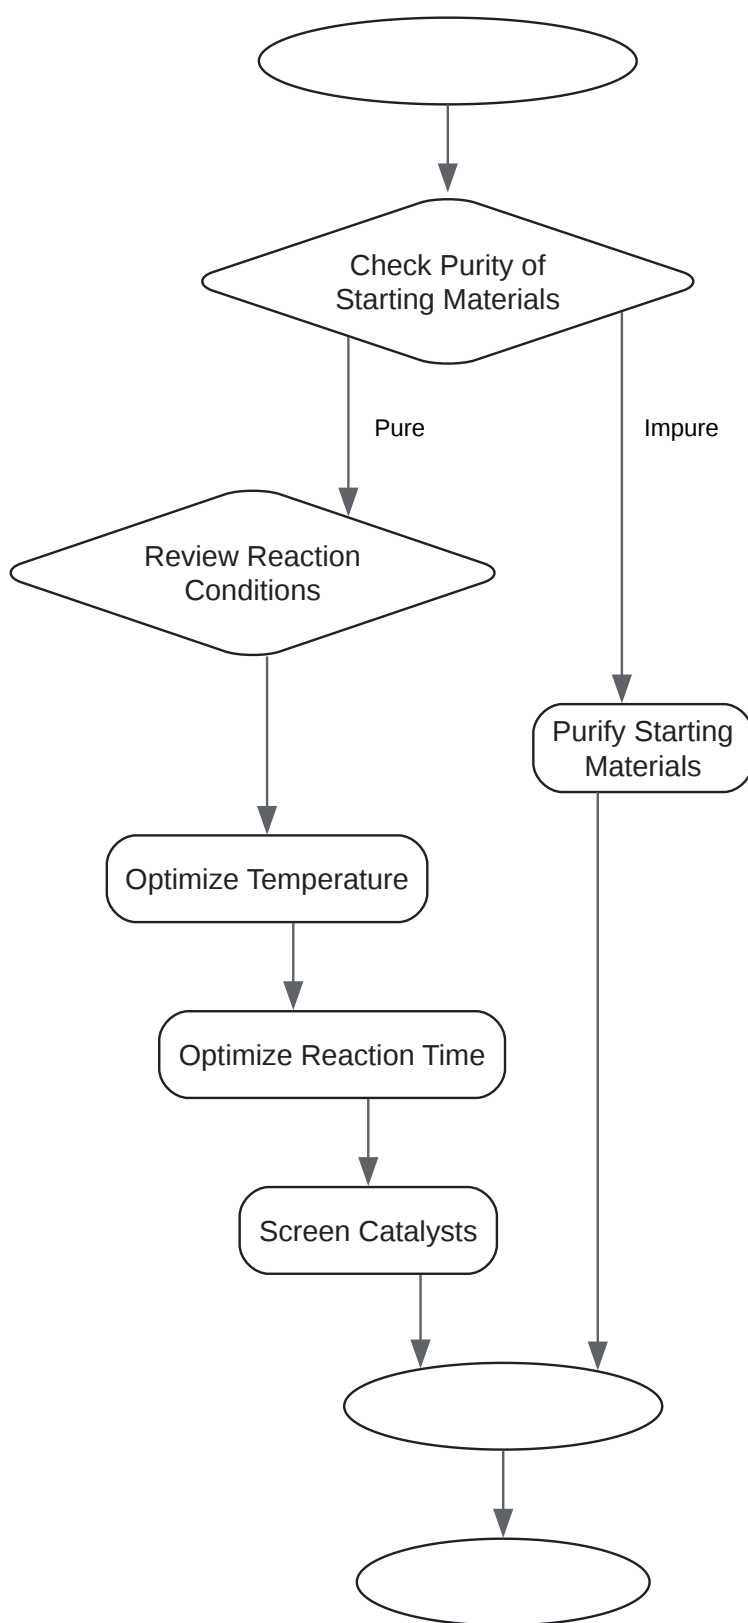 Check Purity of
Starting Materials
Pure
Impure
Review Reaction
Conditions
Purify Starting
Materials
Optimize Temperature
Optimize Reaction Time
Screen Catalysts